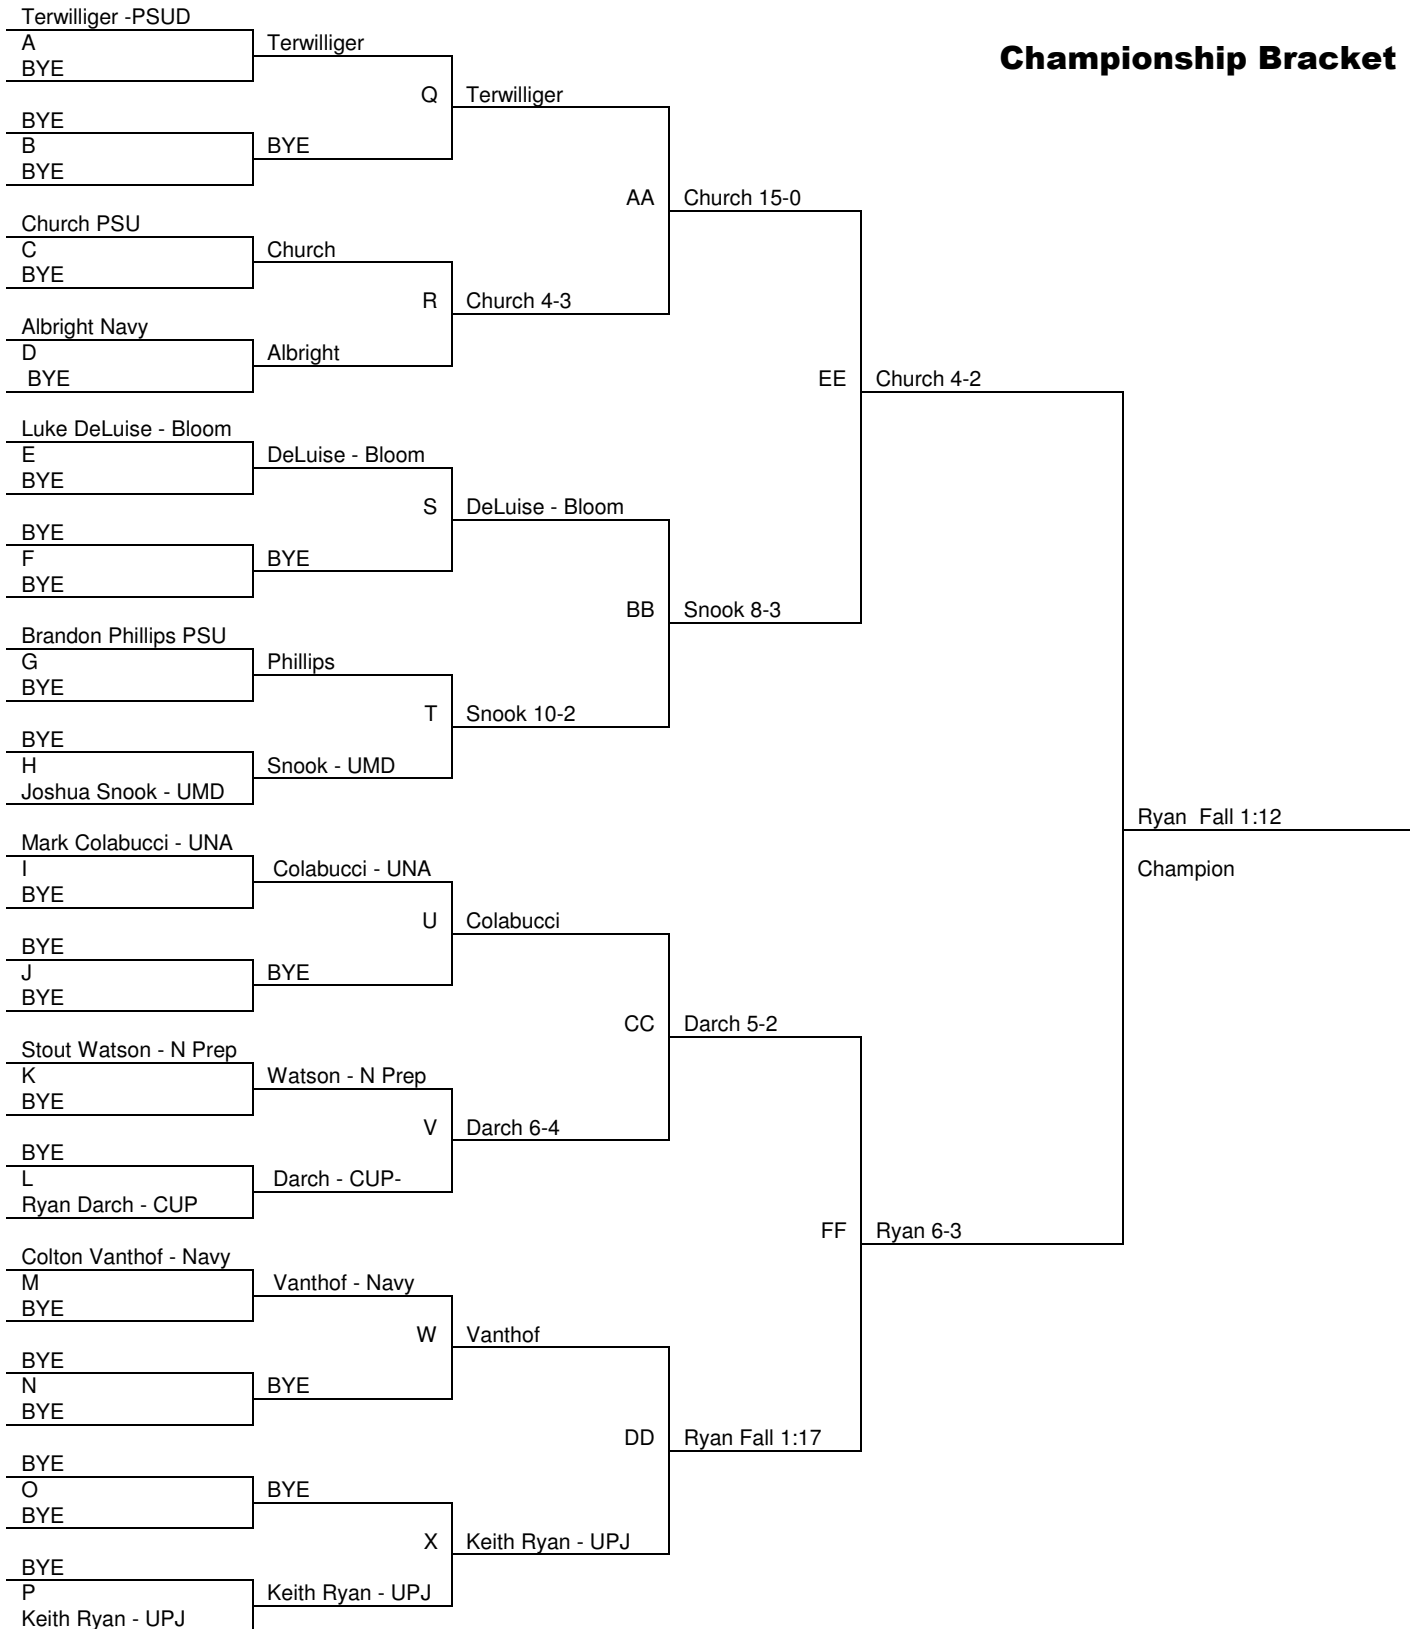 Terwilliger -PSUD
A
Terwilliger
Championship Bracket
BYE
Q
Terwilliger
BYE
B
BYE
BYE
AA
Church 15-0
Church PSU
C
Church
BYE
R
Church 4-3
Albright Navy
D
Albright
BYE
EE
Church 4-2
Luke DeLuise - Bloom
E
DeLuise - Bloom
BYE
S
DeLuise - Bloom
BYE
F
BYE
BYE
BB
Snook 8-3
Brandon Phillips PSU
G
Phillips
BYE
T
Snook 10-2
BYE
H
Snook - UMD
Joshua Snook - UMD
Ryan  Fall 1:12
Mark Colabucci - UNA
I
Colabucci - UNA
Champion
BYE
U
Colabucci
BYE
J
BYE
BYE
CC
Darch 5-2
Stout Watson - N Prep
K
Watson - N Prep
BYE
V
Darch 6-4
BYE
L
Darch - CUP-
Ryan Darch - CUP
FF
Ryan 6-3
Colton Vanthof - Navy
M
Vanthof - Navy
BYE
W
Vanthof
BYE
N
BYE
BYE
DD
Ryan Fall 1:17
BYE
O
BYE
BYE
X
Keith Ryan - UPJ
BYE
P
Keith Ryan - UPJ
Keith Ryan - UPJ